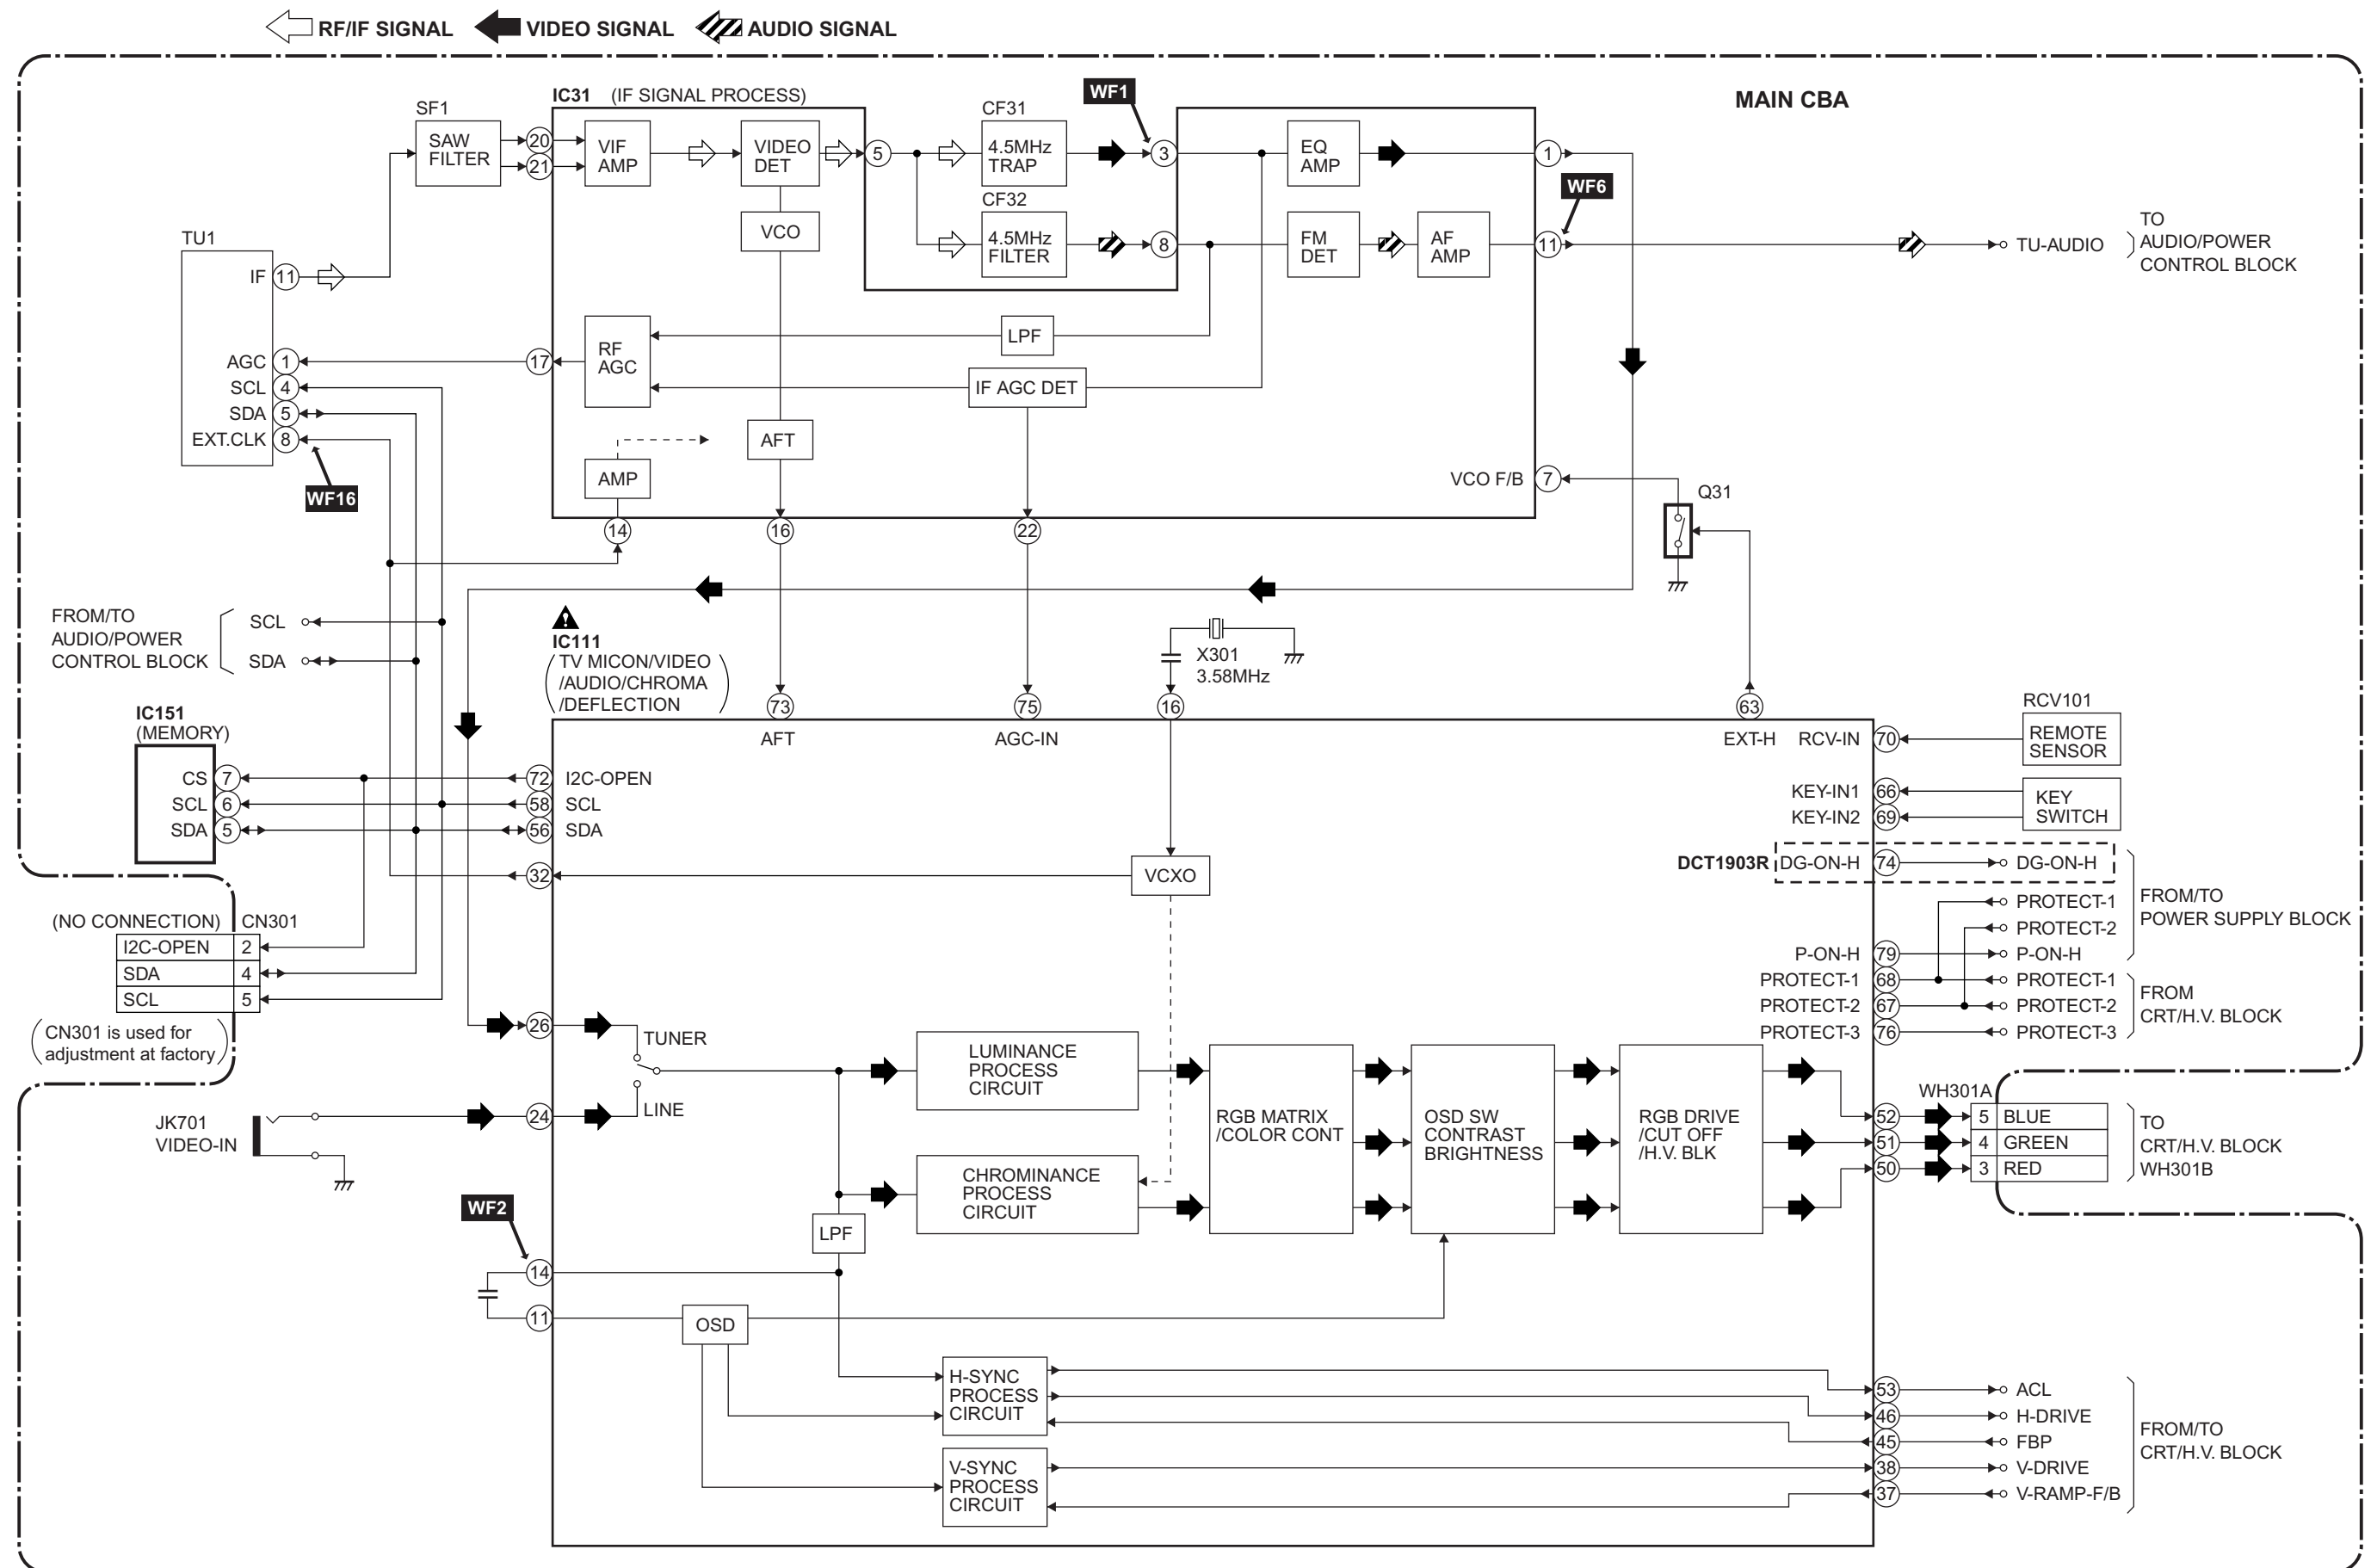 RF/IF SIGNAL
VIDEO SIGNAL
AUDIO SIGNAL
MAIN CBA
IC31 (IF SIGNAL PROCESS)
SF1
SAW
FILTER
20
21
VIF
AMP
VIDEO
DET
5
CF31
4.5MHz
TRAP
WF1
3
EQ
AMP
1
VCO
CF32
4.5MHz
FILTER
8
FM
DET
AF
AMP
11
WF6
TU-AUDIO
TO
AUDIO/POWER
CONTROL BLOCK
TU1
IF
11
AGC
1
SCL
4
SDA
5
EXT.CLK
8
WF16
17
RF
AGC
LPF
IF AGC DET
AFT
AMP
14
16
22
VCO F/B
7
Q31
FROM/TO
AUDIO/POWER
CONTROL BLOCK
SCL
SDA
IC111
TV MICON/VIDEO
/AUDIO/CHROMA
/DEFLECTION
X301
3.58MHz
73
AFT
75
AGC-IN
16
63
EXT-H
RCV-IN
70
RCV101
REMOTE
SENSOR
IC151
(MEMORY)
CS
7
SCL
6
SDA
5
72
I2C-OPEN
58
SCL
56
SDA
32
VCXO
KEY-IN1
66
KEY-IN2
69
KEY
SWITCH
DCT1903R
DG-ON-H
74
DG-ON-H
PROTECT-1
PROTECT-2
P-ON-H
79
P-ON-H
FROM/TO
POWER SUPPLY BLOCK
PROTECT-1
68
PROTECT-1
PROTECT-2
67
PROTECT-2
PROTECT-3
76
PROTECT-3
FROM
CRT/H.V. BLOCK
(NO CONNECTION)
CN301
I2C-OPEN
2
SDA
4
SCL
5
CN301 is used for
adjustment at factory
26
TUNER
24
LINE
JK701
VIDEO-IN
LUMINANCE
PROCESS
CIRCUIT
CHROMINANCE
PROCESS
CIRCUIT
RGB MATRIX
/COLOR CONT
OSD SW
CONTRAST
BRIGHTNESS
RGB DRIVE
/CUT OFF
/H.V. BLK
52
51
50
WH301A
5
BLUE
4
GREEN
3
RED
TO
CRT/H.V. BLOCK
WH301B
WF2
LPF
14
11
OSD
H-SYNC
PROCESS
CIRCUIT
V-SYNC
PROCESS
CIRCUIT
53
ACL
46
H-DRIVE
45
FBP
38
V-DRIVE
37
V-RAMP-F/B
FROM/TO
CRT/H.V. BLOCK